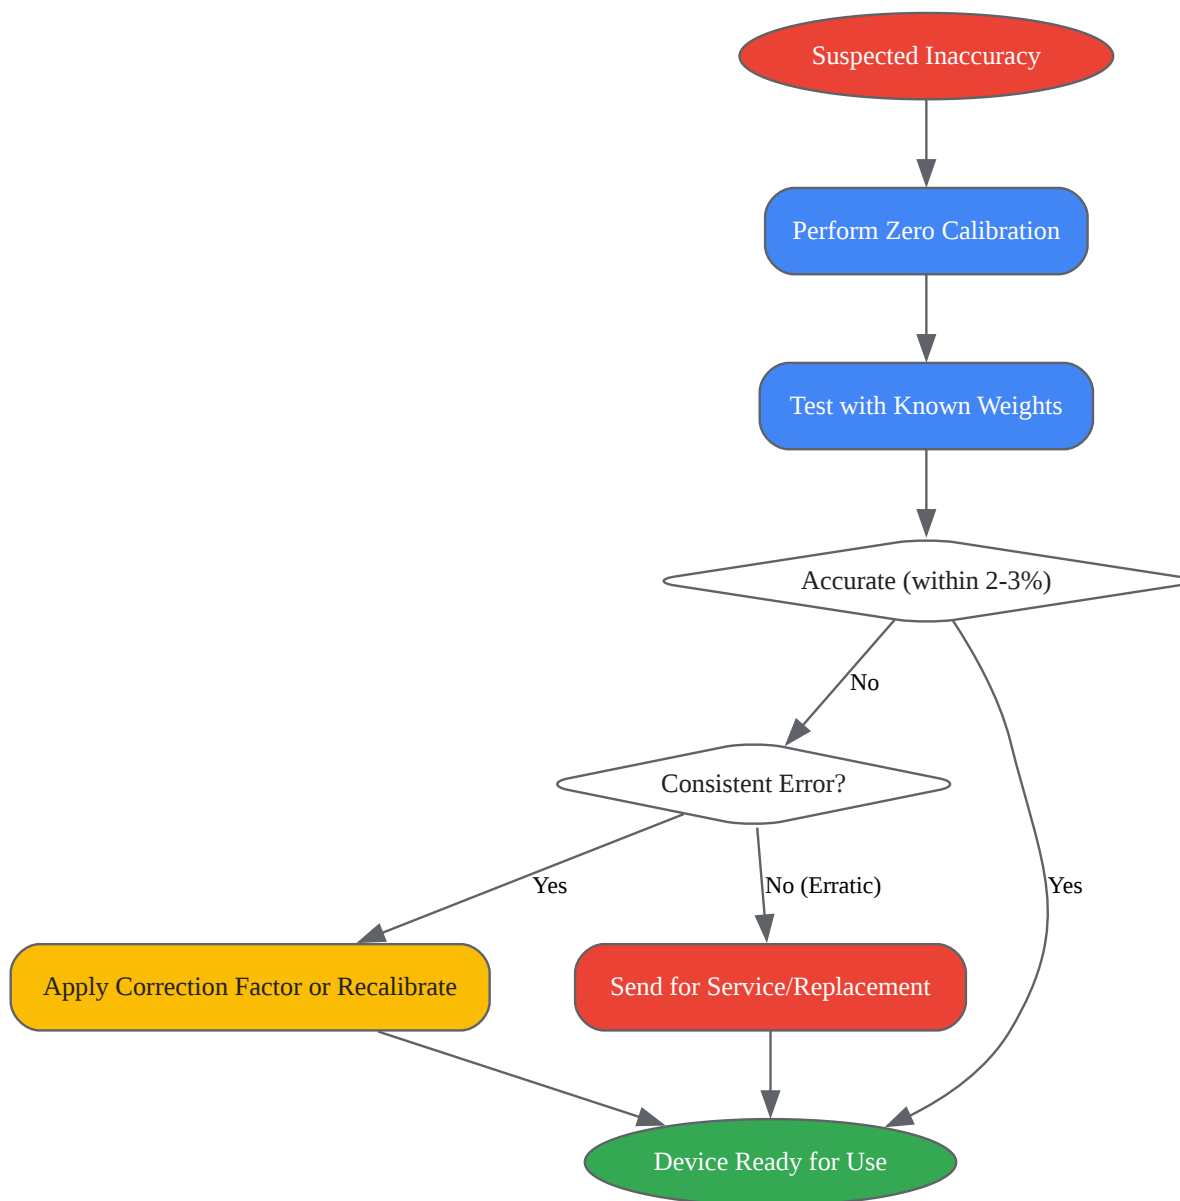 Suspected Inaccuracy
Perform Zero Calibration
Test with Known Weights
Accurate (within 2-3%)
No
Consistent Error?
Yes
No (Erratic)
Yes
Apply Correction Factor or Recalibrate
Send for Service/Replacement
Device Ready for Use